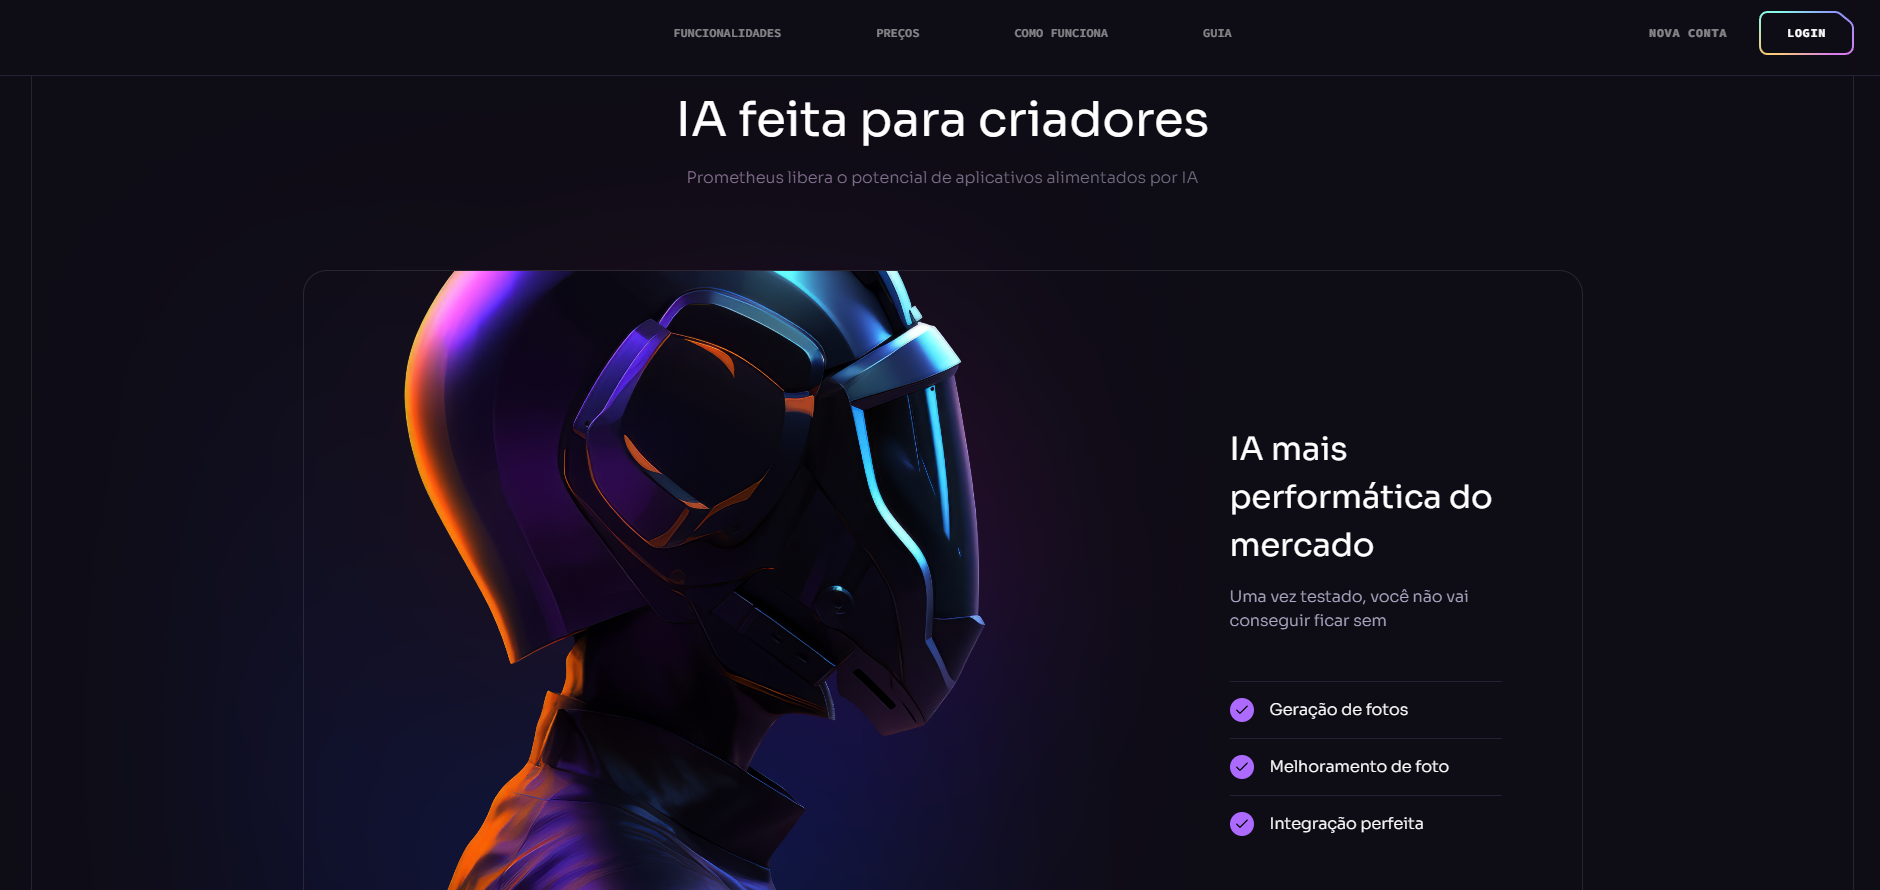 FUNCIONALIDADES PREÇOS COMO FUNCIONA GUIA NOVA CONTA LOGIN
IA feita para criadores
Prometheus libera o potencial de aplicativos alimentados por IA
IA mais
performática do
mercado
Uma vez testado, você não vai
conseguir ficar sem
Geração de fotos
Melhoramento de foto
Integração perfeita